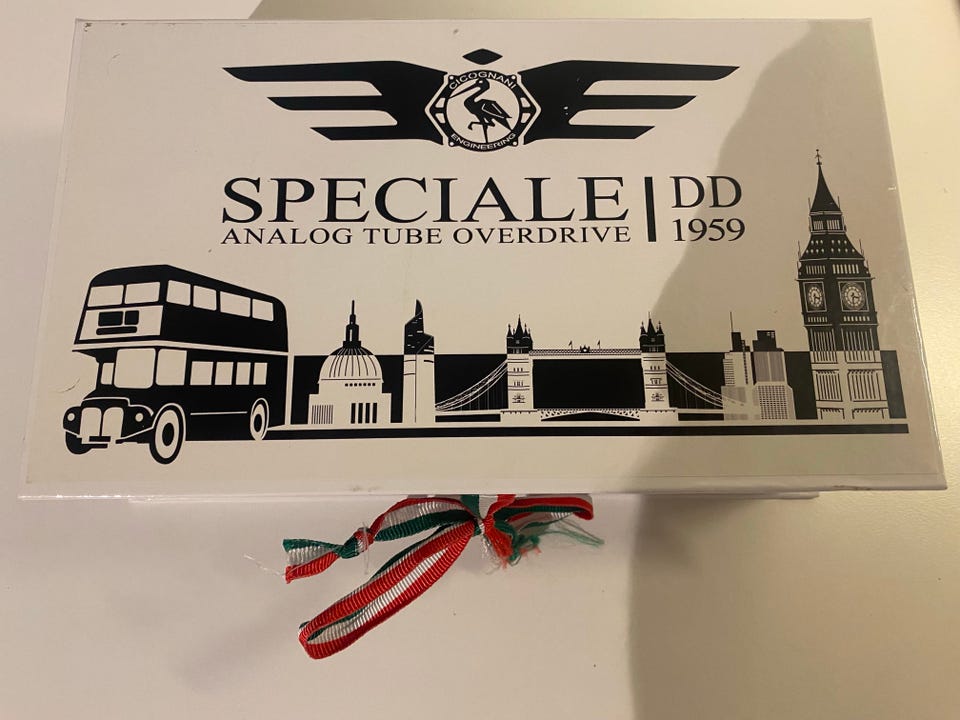 CICOGNANI
ENGINEERING
SPECIALE DD
ANALOG TUBE OVERDRIVE 1959